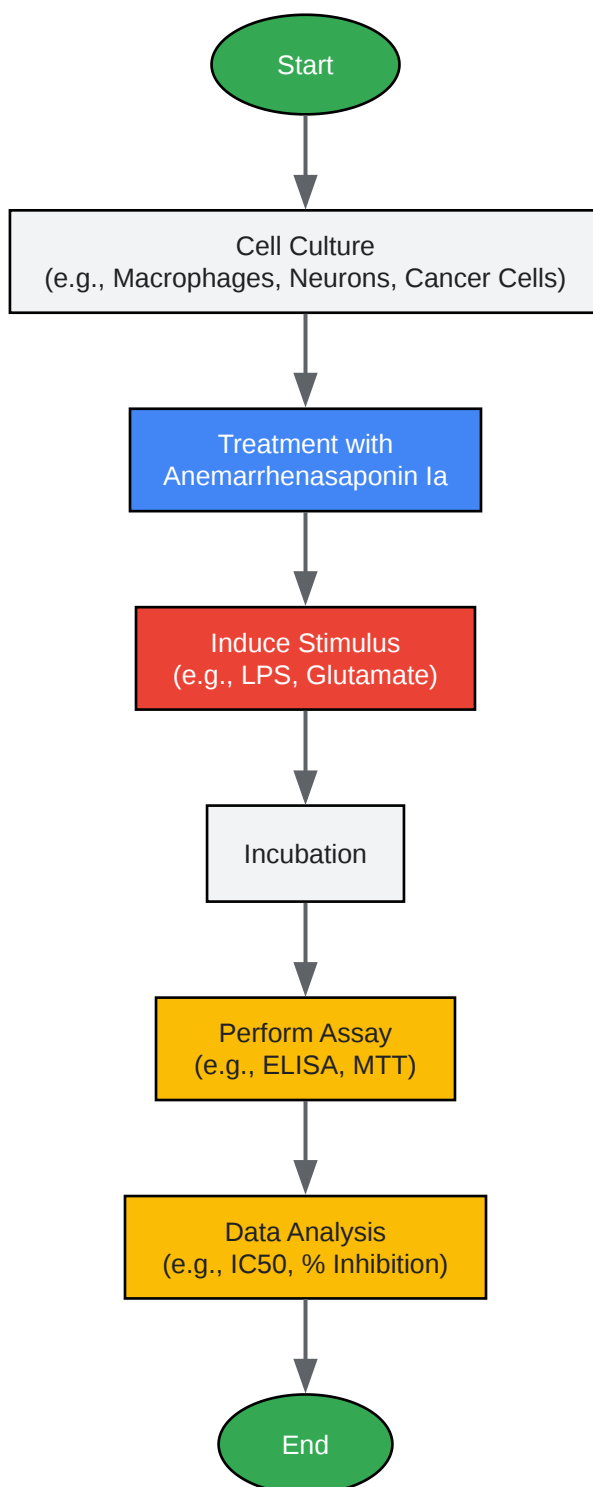 Start
Cell Culture
(e.g., Macrophages, Neurons, Cancer Cells)
Treatment with
Anemarrhenasaponin Ia
Induce Stimulus
(e.g., LPS, Glutamate)
Incubation
Perform Assay
(e.g., ELISA, MTT)
Data Analysis
(e.g., IC50, % Inhibition)
End